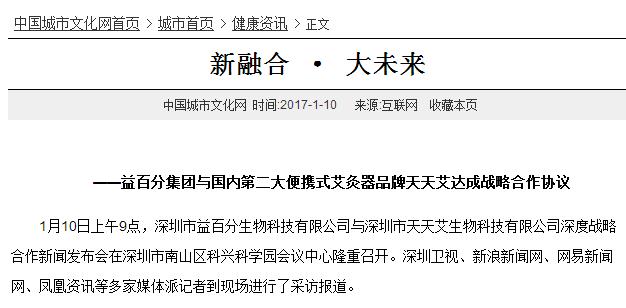 中国城市文化网首页 > 城市首页 > 健康资讯 > 正文
新融合 · 大未来
中国城市文化网 时间:2017-1-10 来源:互联网 收藏本页
——益百分集团与国内第二大便携式艾灸器品牌天天艾达成战略合作协议
1月10日上午9点，深圳市益百分生物科技有限公司与深圳市天天艾生物科技有限公司深度战略
合作新闻发布会在深圳市南山区科兴科学园会议中心隆重召开。深圳卫视、新浪新闻网、网易新闻
网、凤凰资讯等多家媒体派记者到现场进行了采访报道。